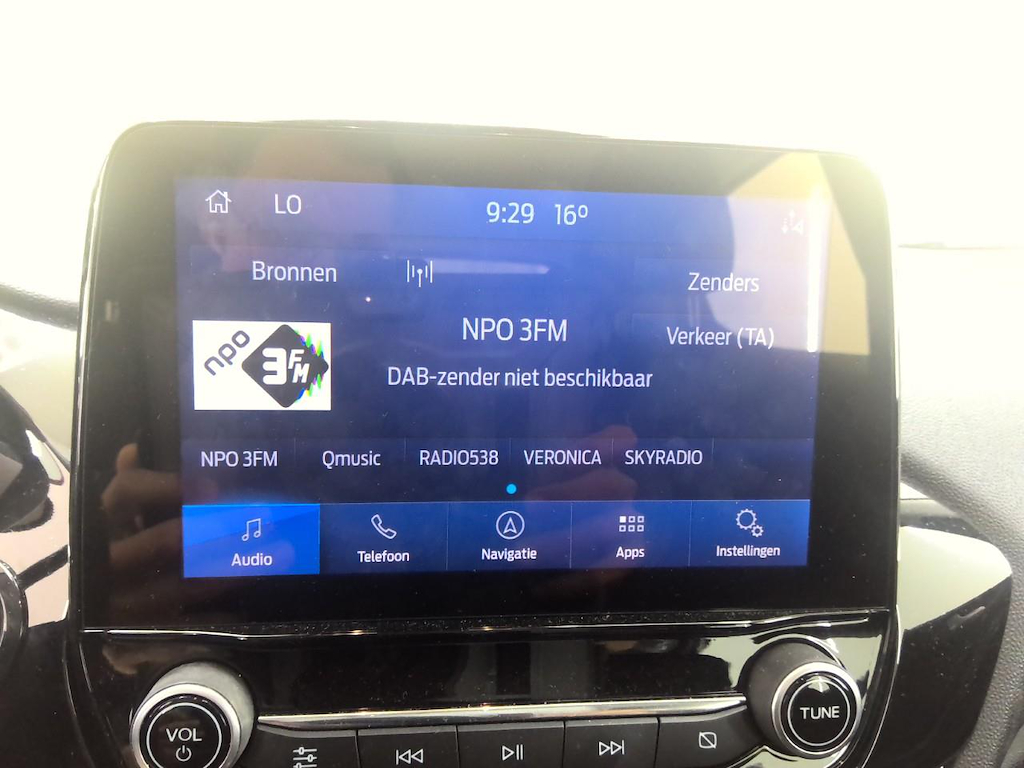 LO 9:29 16º
Bronnen Zenders
npo 3FM NPO 3FM Verkeer (TA)
DAB-zender niet beschikbaar
NPO 3FM Qmusic RADIO538 VERONICA SKYRADIO
Audio Telefoon Navigatie Apps Instellingen
VOL TUNE